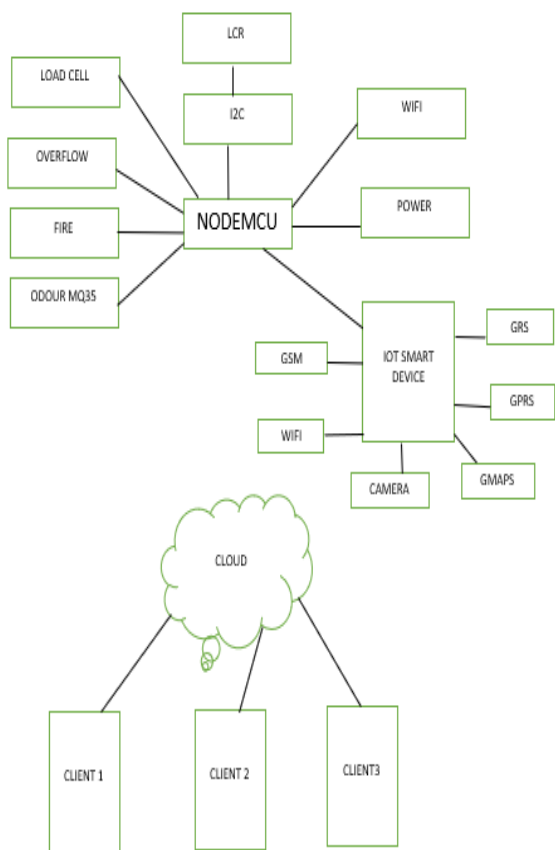 LCR
LOAD CELL
I2C
WIFI
OVERFLOW
NODEMCU
POWER
FIRE
ODOUR MQ35
GRS
GSM
IOT SMART
DEVICE
GPRS
WIFI
CAMERA
GMAPS
CLOUD
CLIENT 1
CLIENT 2
CLIENT3